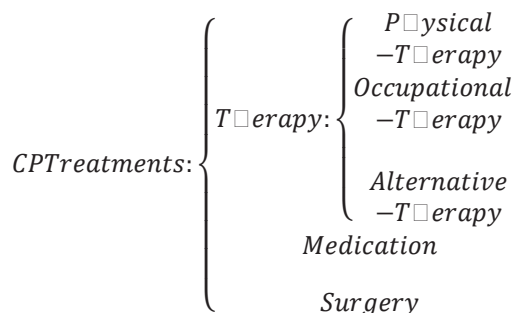 P□ysical
−T□erapy
Occupational
−T□erapy
T□erapy:
Alternative
−T□erapy
CPTreatments:
Medication
Surgery